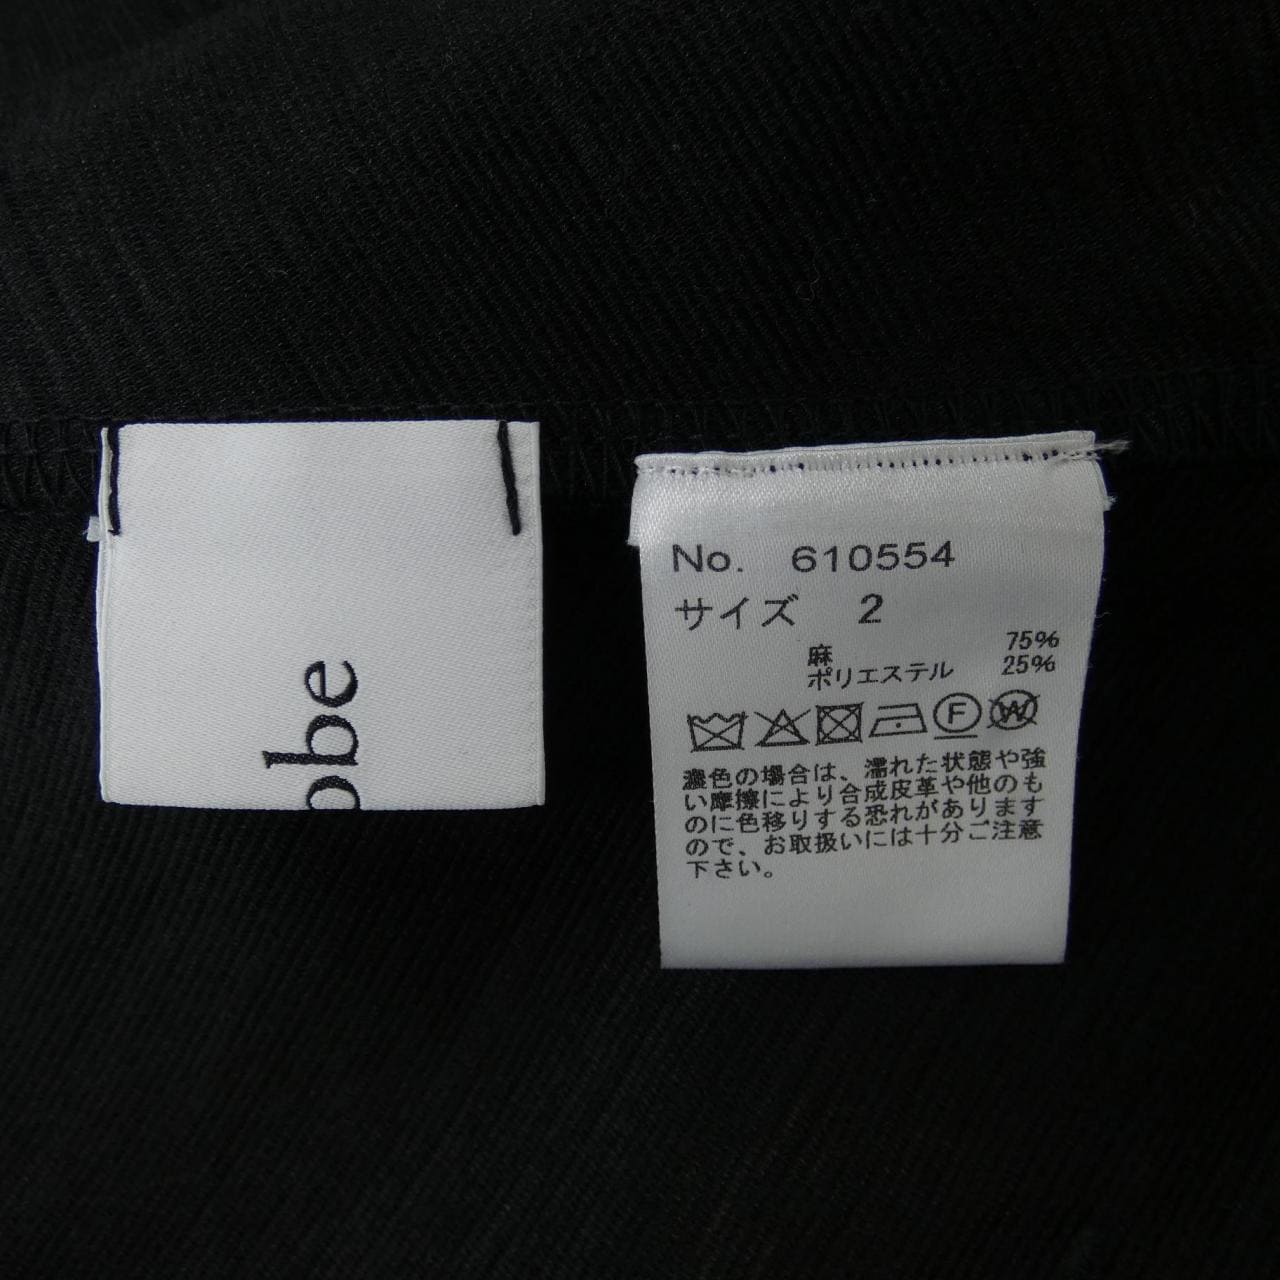 obe
No. 610554
サイズ 2
麻 75%
ポリエステル 25%
F W
濃色の場合は、濡れた状態や強
い摩擦により合成皮革や他のも
のに色移りする恐れがあります
ので、お取扱いには十分ご注意
下さい。